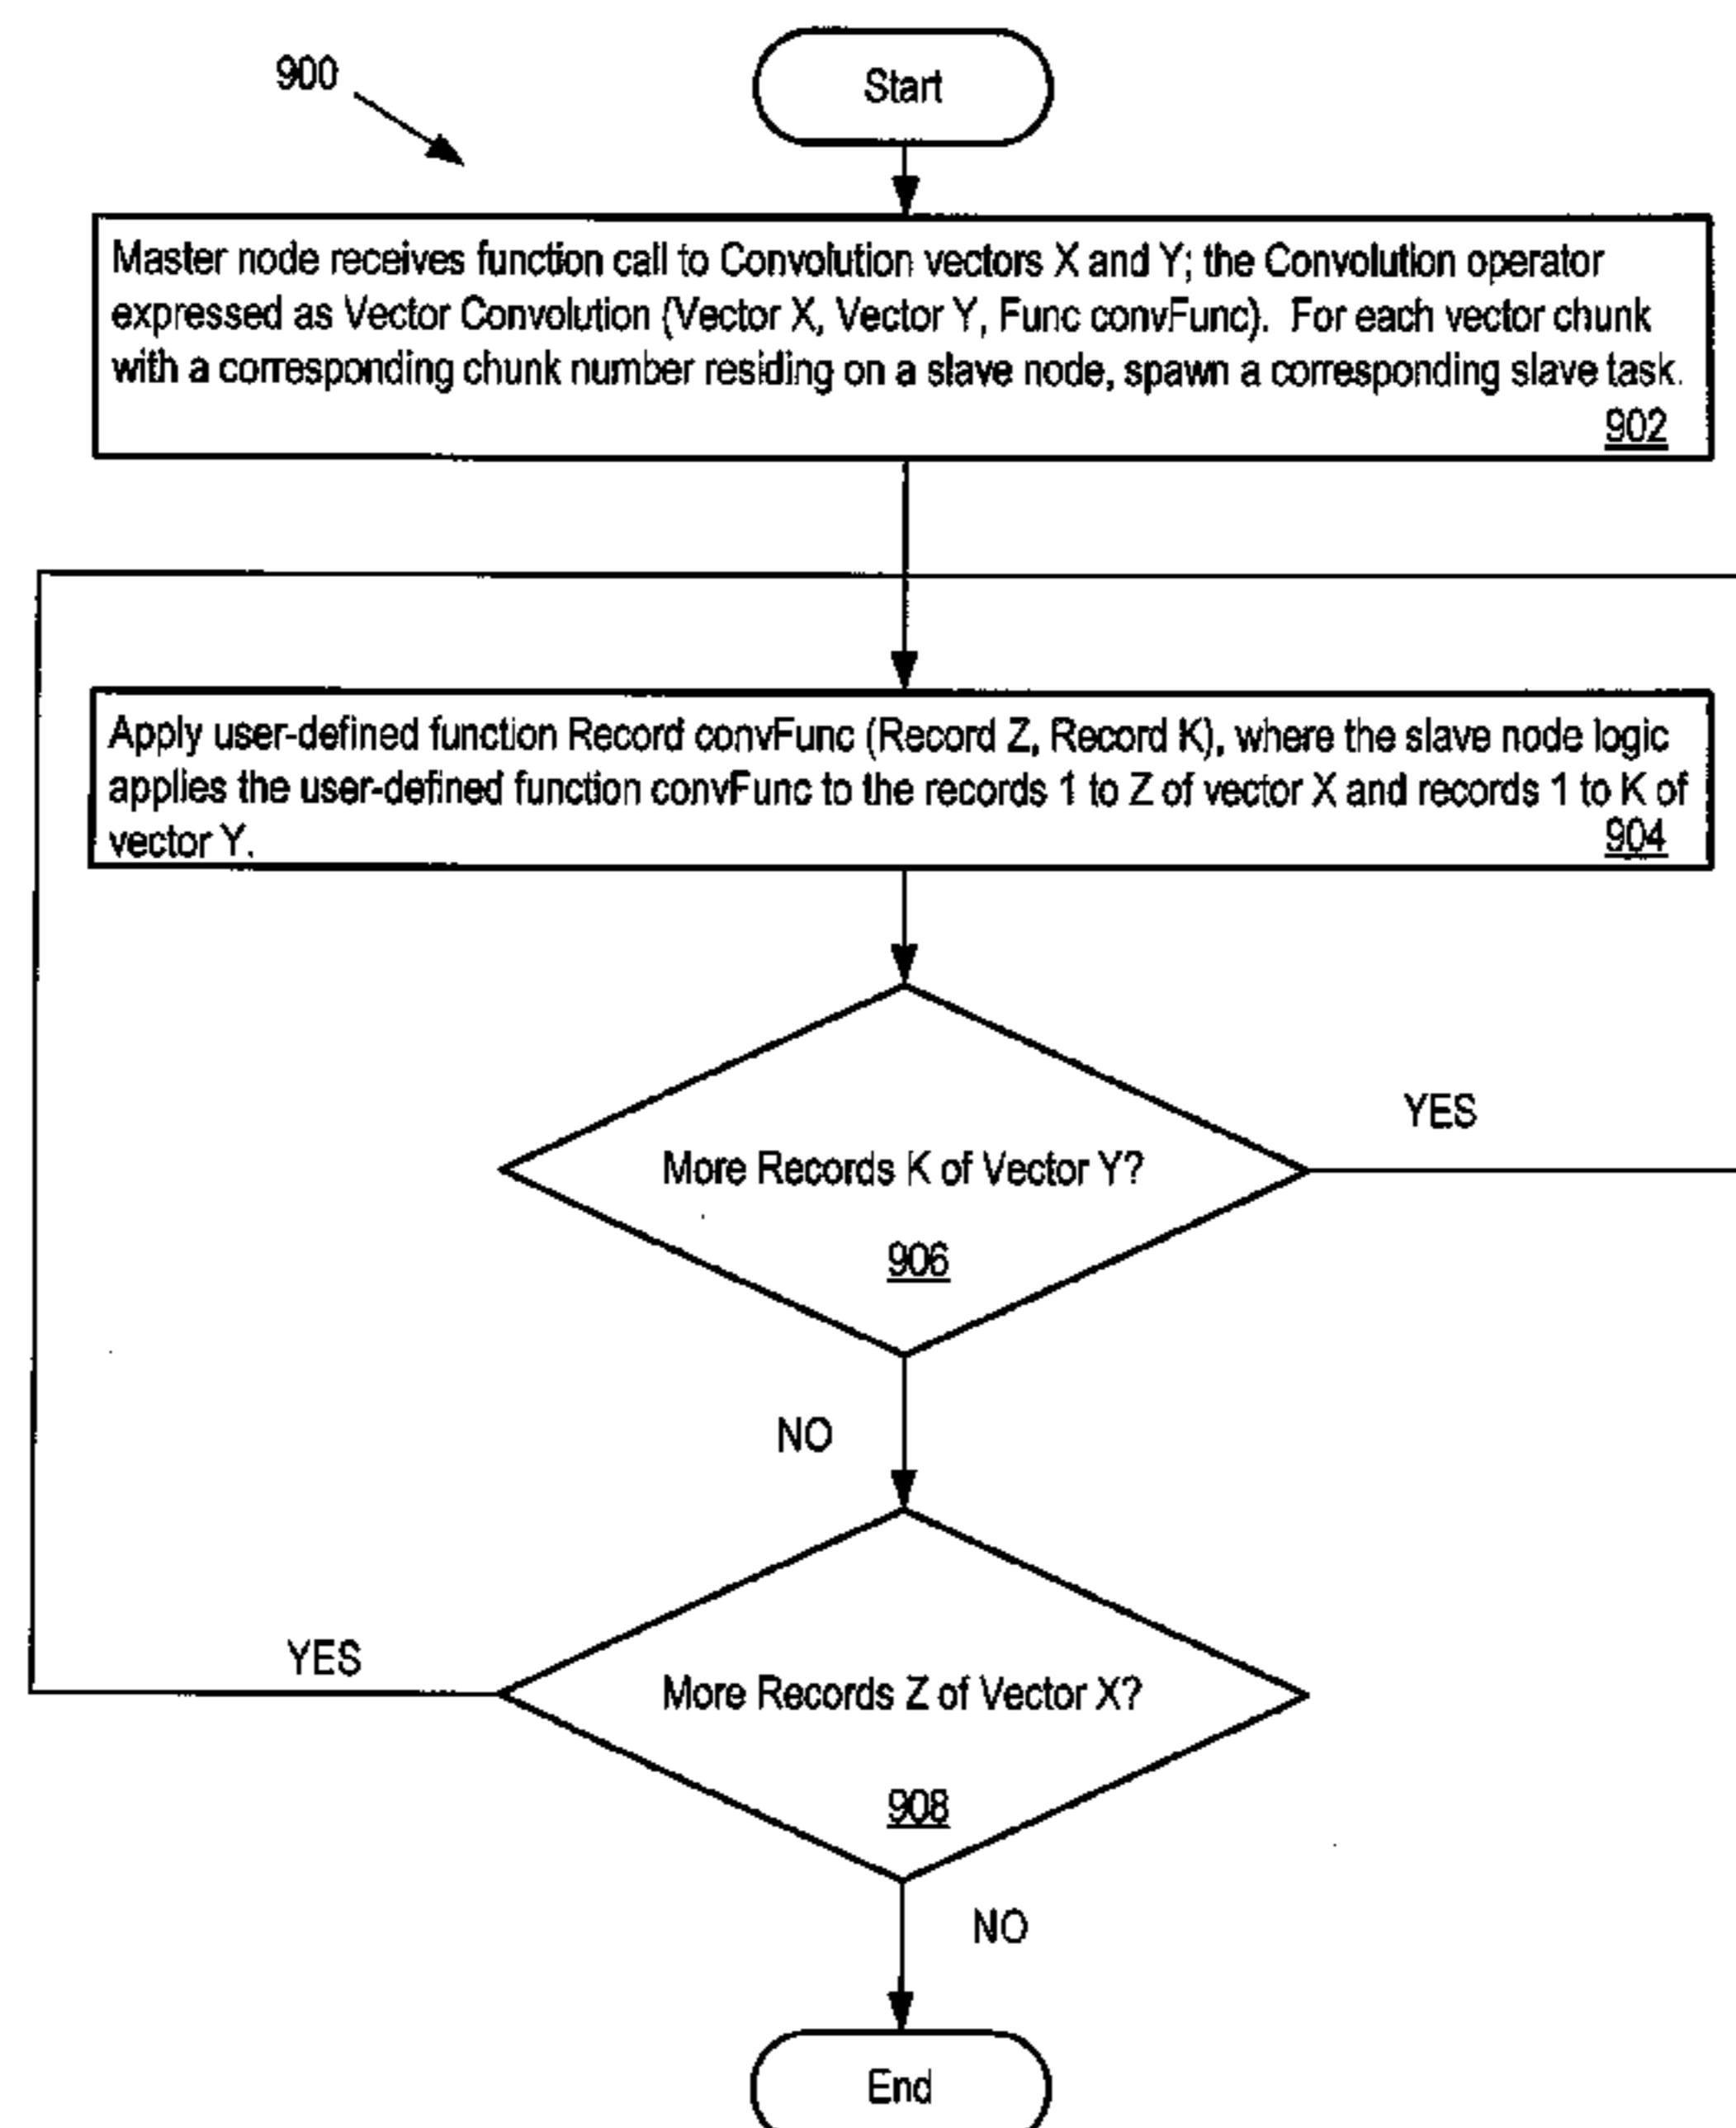 900
Start
Master node receives function call to Convolution vectors X and Y; the Convolution operator
expressed as Vector Convolution (Vector X, Vector Y, Func convFunc). For each vector chunk
with a corresponding chunk number residing on a slave node, spawn a corresponding slave task.
902
Apply user-defined function Record convFunc (Record Z, Record K), where the slave node logic
applies the user-defined function convFunc to the records 1 to Z of vector X and records 1 to K of
vector Y.
904
YES
More Records K of Vector Y?
906
NO
YES
More Records Z of Vector X?
908
NO
End